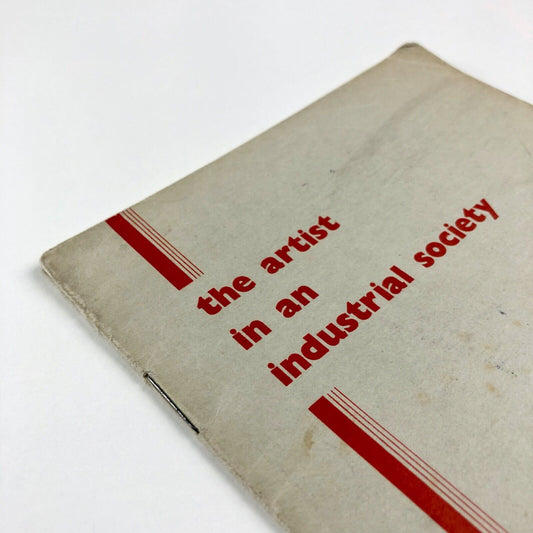 the artist
in an
industrial society